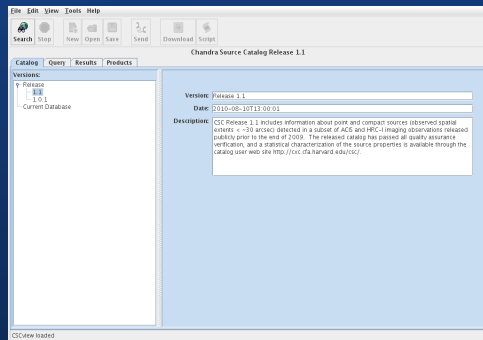 File Edit View Tools Help
Search Stop New Open Save Send Download Script
Chandra Source Catalog Release 1.1
Catalog Query Results Products
Versions:
Release
1.1
1.0.1
Current Database
Version: Release 1.1
Date: 2010-08-10T13:00:01
Description: CSC Release 1.1 includes information about point and compact sources (observed spatial
extents < ~30 arcsec) detected in a subset of ACIS and HRC-I imaging observations released
publicly prior to the end of 2009. The released catalog has passed all quality assurance
verification, and a statistical characterization of the source properties is available through the
catalog user web site http://cxc.cfa.harvard.edu/csc/.
CSCview loaded